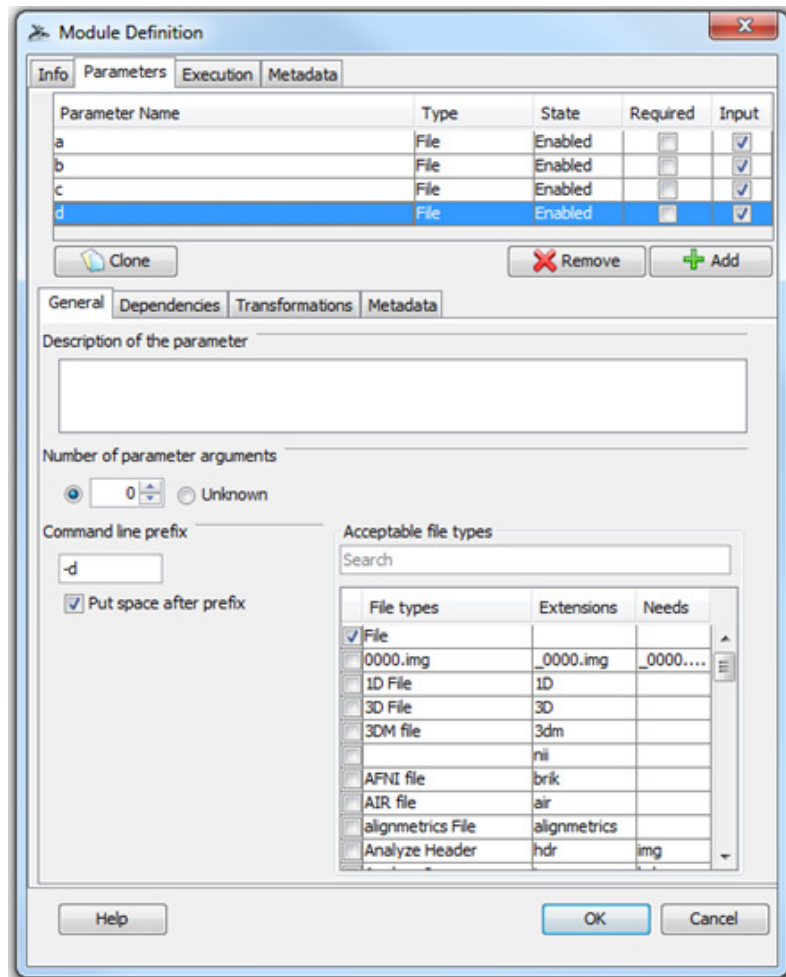 Module Definition
Info Parameters Execution Metadata
Parameter Name Type State Required Input
a File Enabled
b File Enabled
c File Enabled
d File Enabled
Clone Remove Add
General Dependencies Transformations Metadata
Description of the parameter
Number of parameter arguments
0 Unknown
Command line prefix Acceptable file types
-d Search
Put space after prefix
File types Extensions Needs
File
0000.img _0000.img _0000....
1D File 1D
3D File 3D
3DM file 3dm
nii
AFNI file brik
AIR file air
alignmetrics File alignmetrics
Analyze Header hdr img
Help OK Cancel